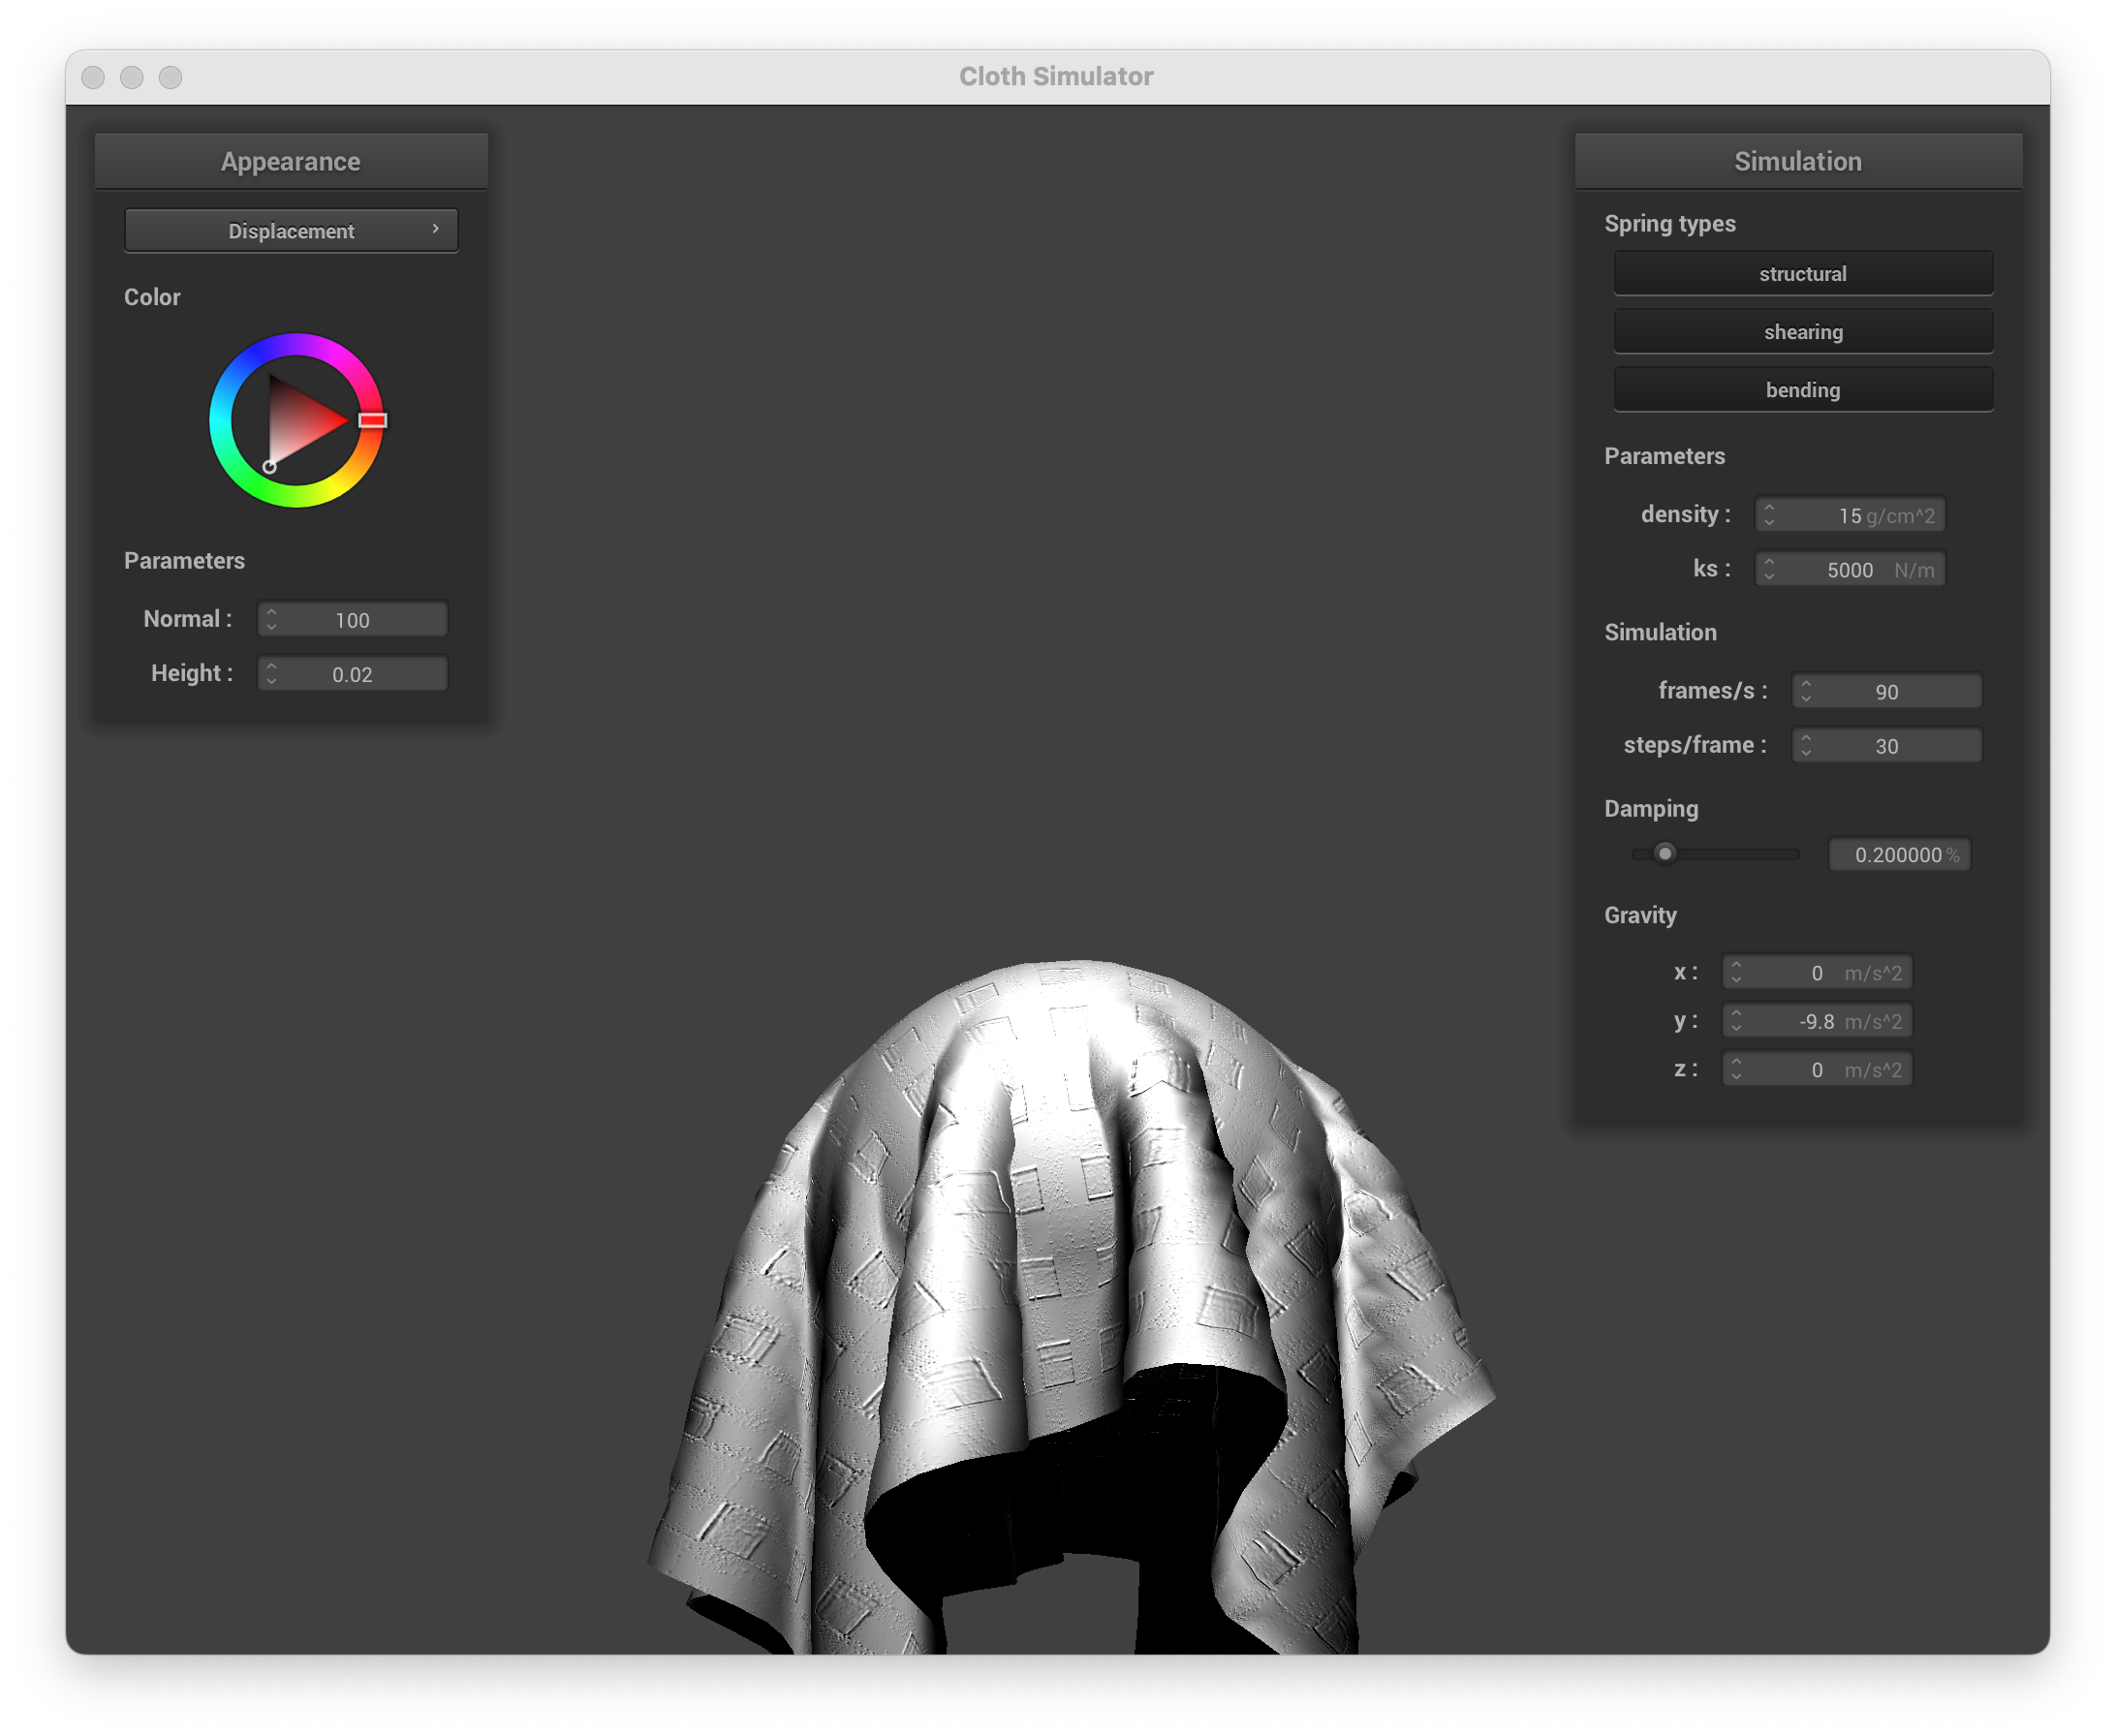 Cloth Simulator
Appearance
Displacement
Color
Parameters
Normal : 100
Height : 0.02
Simulation
Spring types
structural
shearing
bending
Parameters
density : 15 g/cm^2
ks : 5000 N/m
Simulation
frames/s : 90
steps/frame : 30
Damping
0.200000 %
Gravity
x : 0 m/s^2
y : -9.8 m/s^2
z : 0 m/s^2